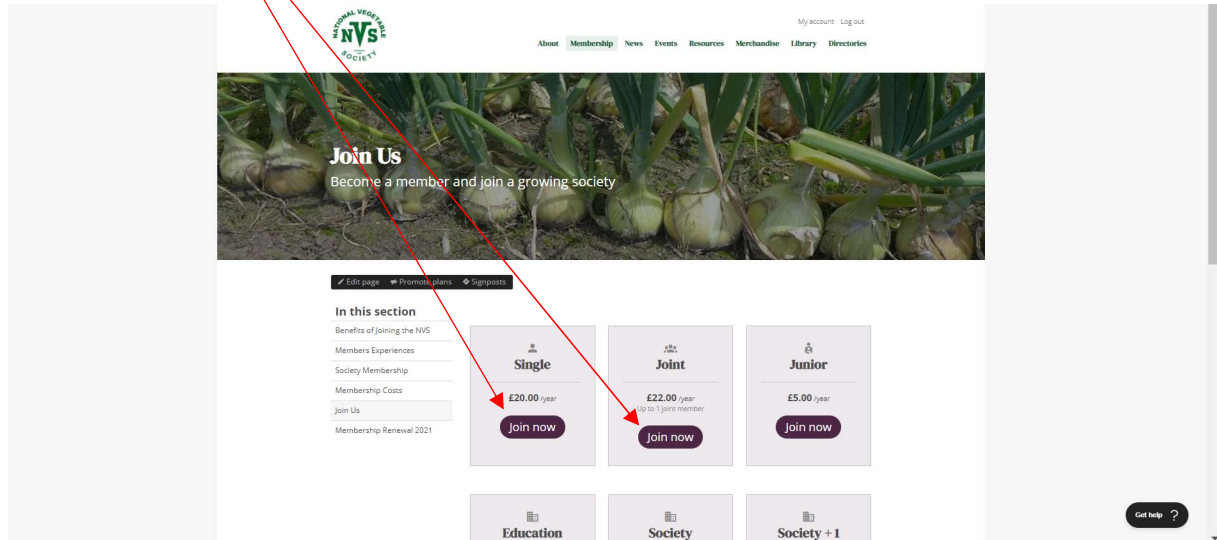 NATIONAL VEGETABLE
NVS
SOCIETY
My account Log out
About Membership News Events Resources Merchandise Library Directories
Join Us
Become a member and join a growing society
Edit page Promote plans Signposts
In this section
Benefits of Joining the NVS
Members Experiences
Society Membership
Membership Costs
Join Us
Membership Renewal 2021
Single
£20.00 /year
Join now
Joint
£22.00 /year
Up to 1 joint member
Join now
Junior
£5.00 /year
Join now
Education
Society
Society + 1
Get help ?